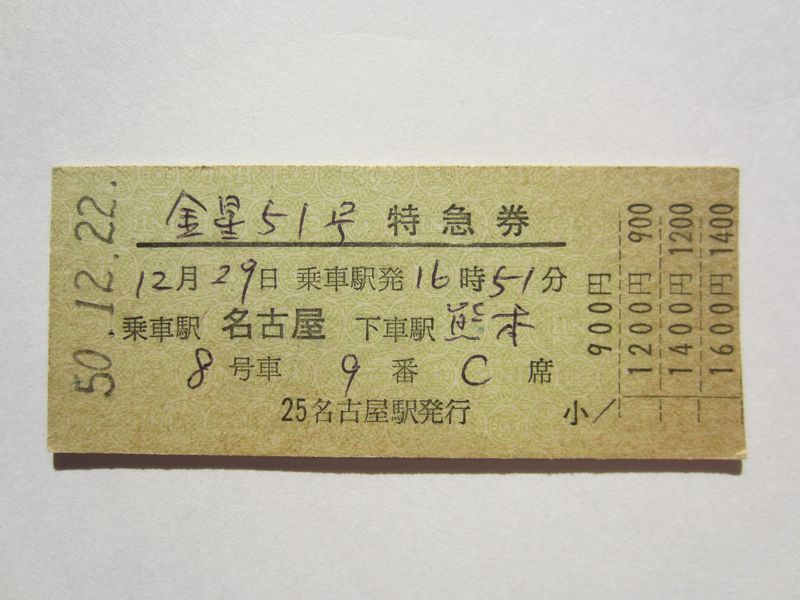 50.12.22.
金星51号 特急券
12月29日 乗車駅発 16時51分
乗車駅 名古屋 下車駅 熊本
8号車 9番 C席
25名古屋駅発行 小/
900円
1200円 900
1400円 1200
1600円 1400